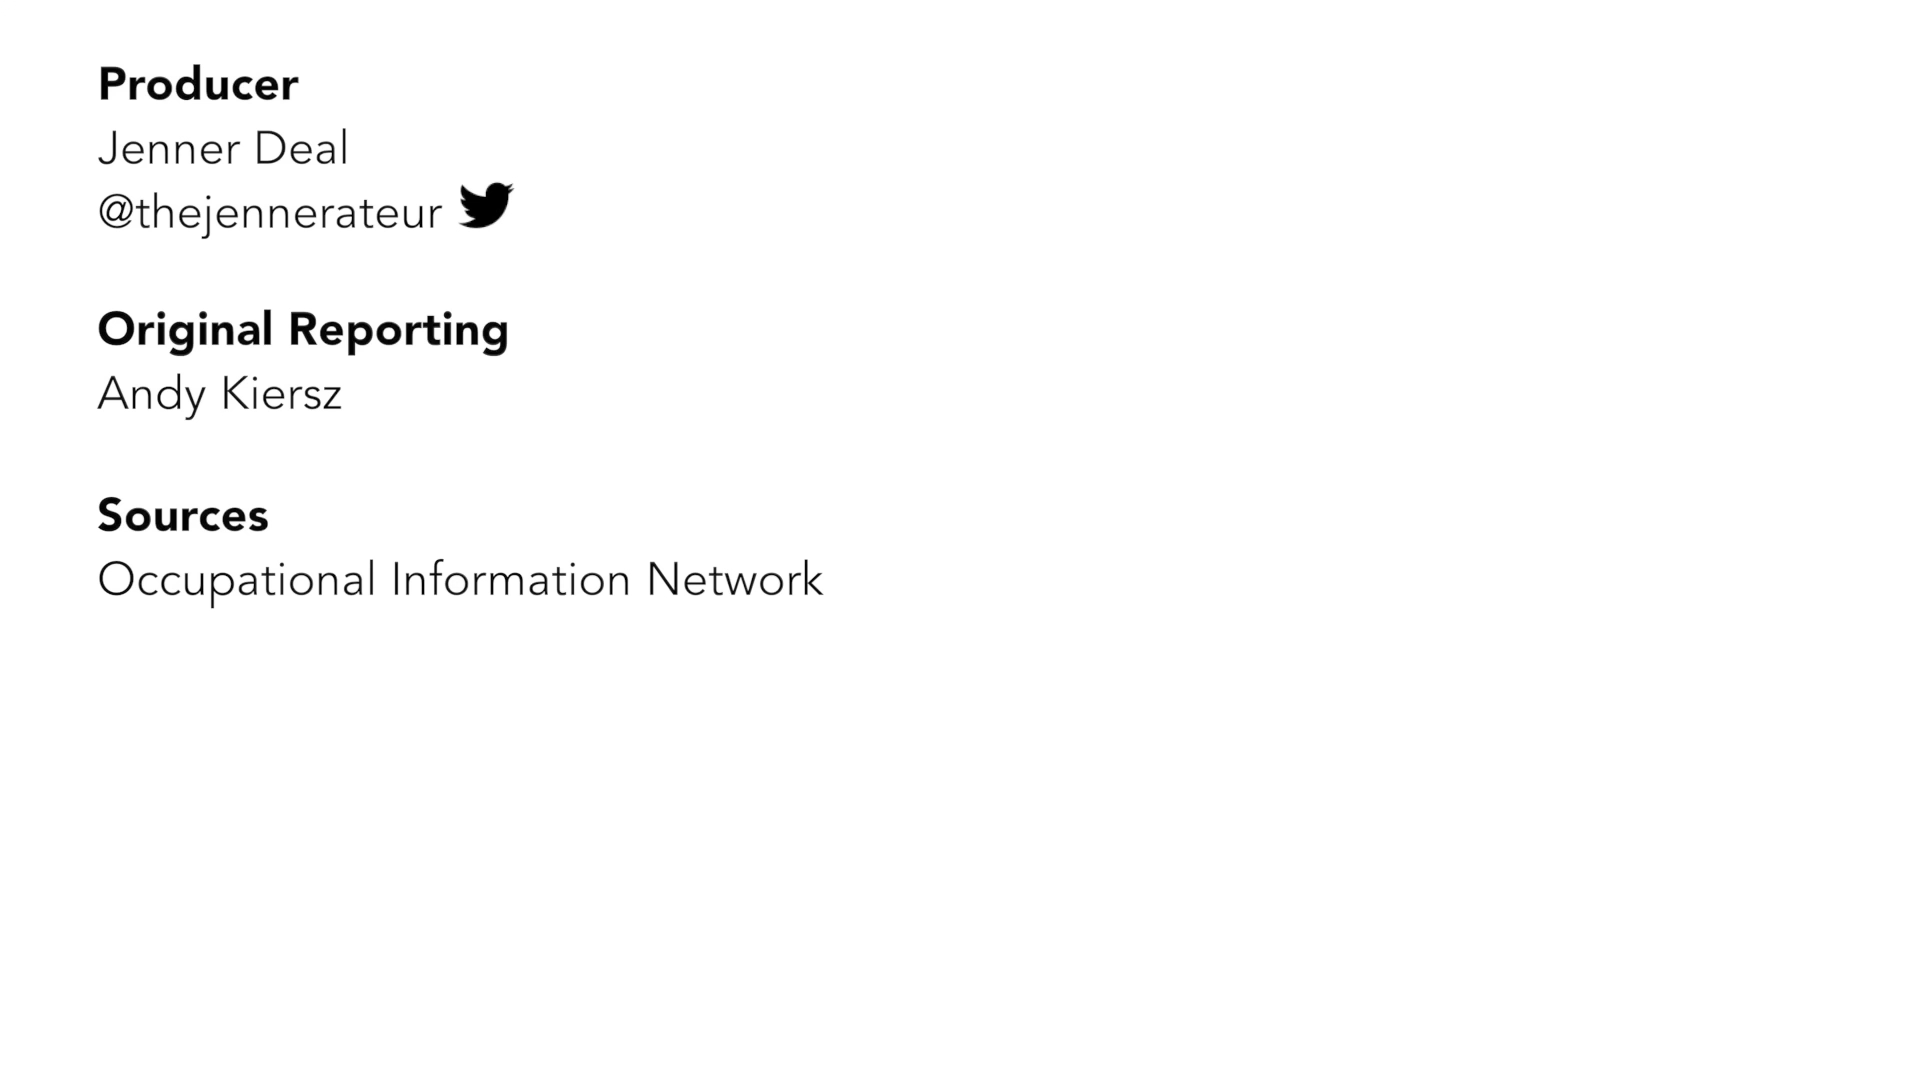 Producer
Jenner Deal
@thejennerateur
Original Reporting
Andy Kiersz
Sources
Occupational Information Network